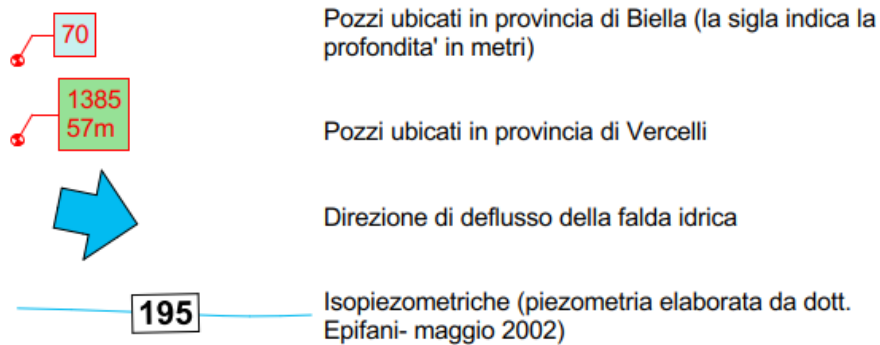 70
Pozzi ubicati in provincia di Biella (la sigla indica la
profondita' in metri)
1385
57m
Pozzi ubicati in provincia di Vercelli
Direzione di deflusso della falda idrica
195
Isopiezometriche (piezometria elaborata da dott.
Epifani- maggio 2002)